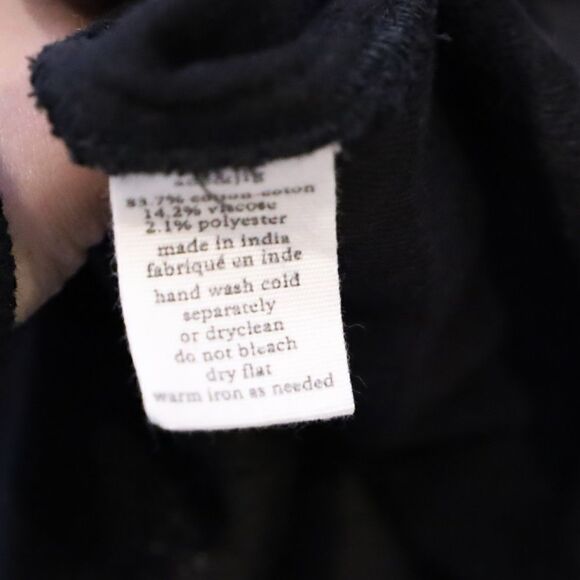 83.7% cotton-coton
14.2% viscose
2.1% polyester
made in india
fabriqué en inde
hand wash cold
separately
or dryclean
do not bleach
dry flat
warm iron as needed